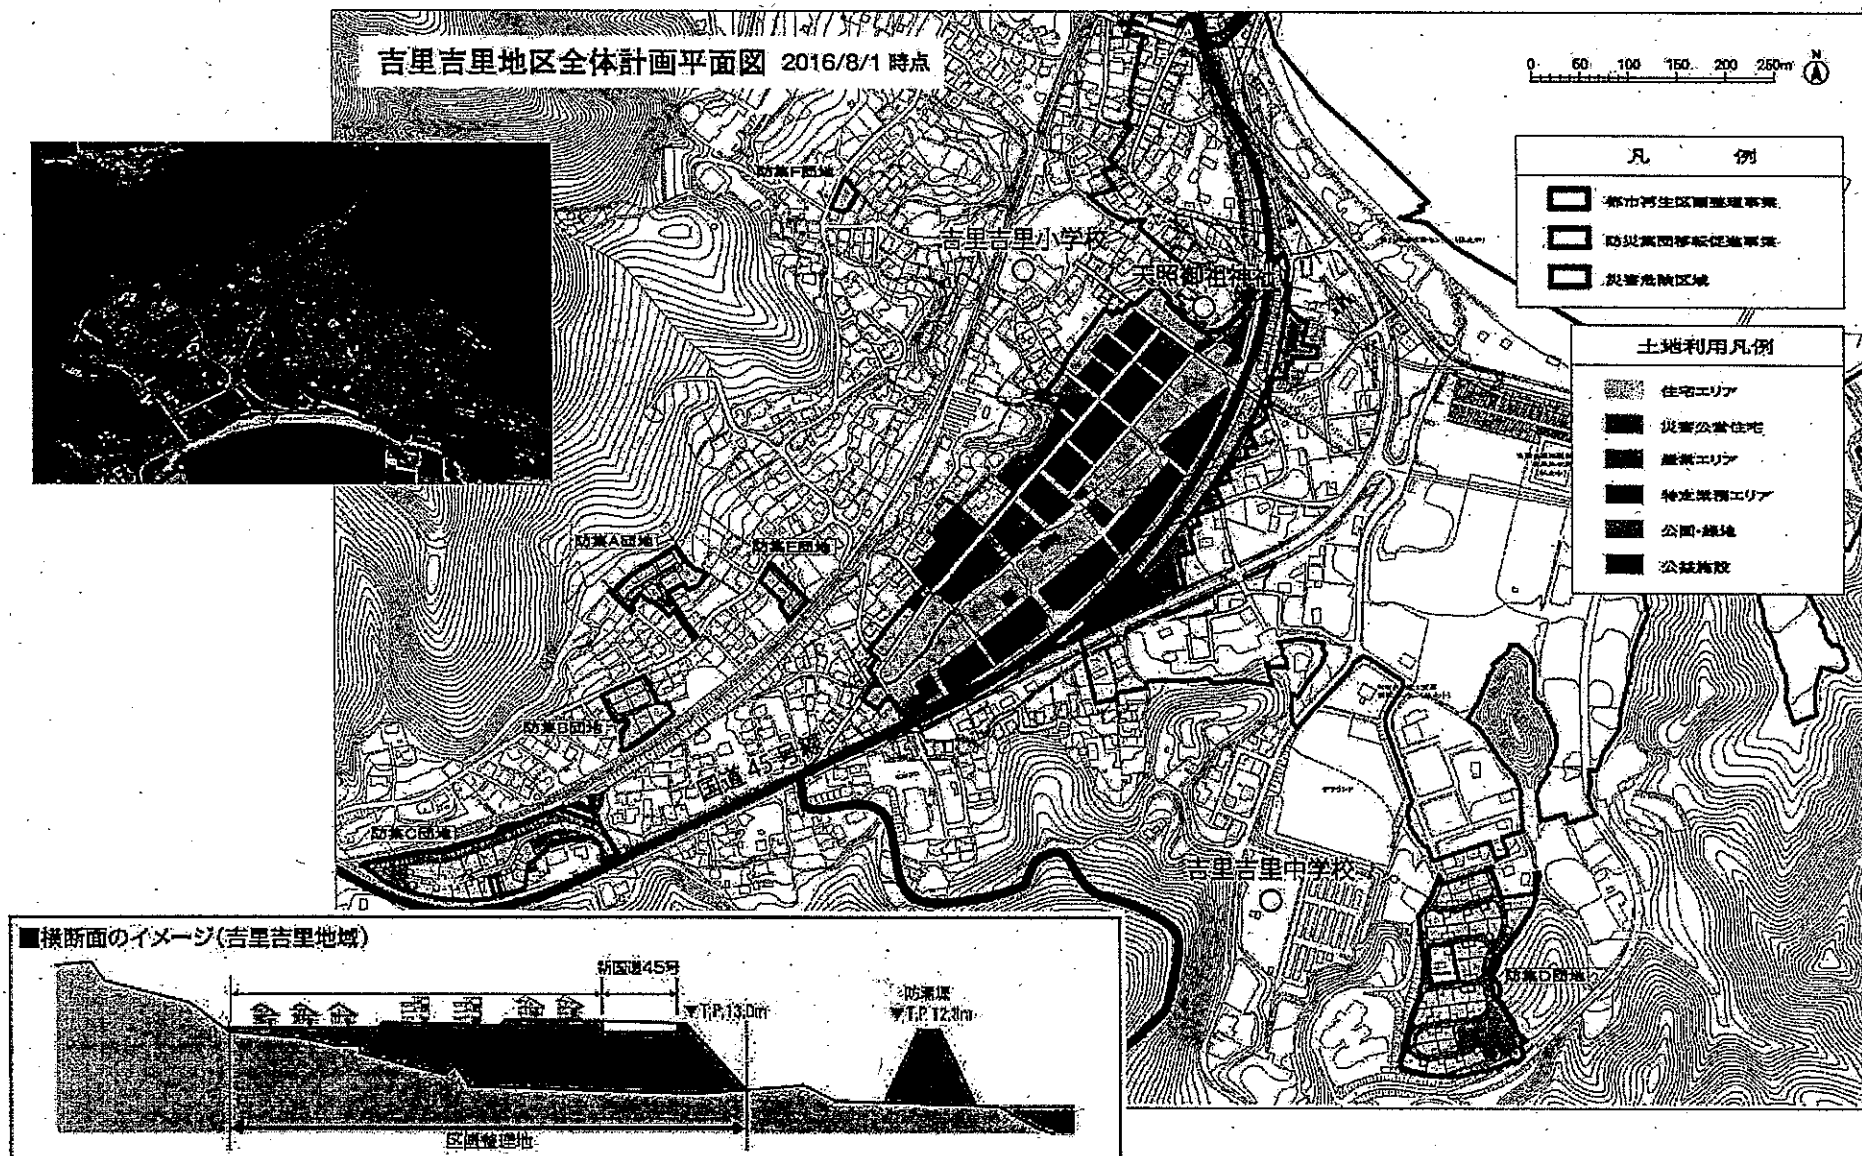 吉里吉里地区全体計画平面図 2016/8/1 時点
0 50 100 150 200 250m
N
凡 例
都市再生区画整理事業
防災集団移転促進事業
災害危険区域
土地利用凡例
住宅エリア
災害公営住宅
産業エリア
特定業務エリア
公園・緑地
公益施設
防集F団地
吉里吉里小学校
天照御祖神社
防集A団地
防集E団地
防集B団地
国道45号線
防集C団地
グラウンド
吉里吉里中学校
防集D団地
■横断面のイメージ(吉里吉里地域)
新国道45号
▼T.P.13.0m
防潮堤
▼T.P.12.8m
区画整理地